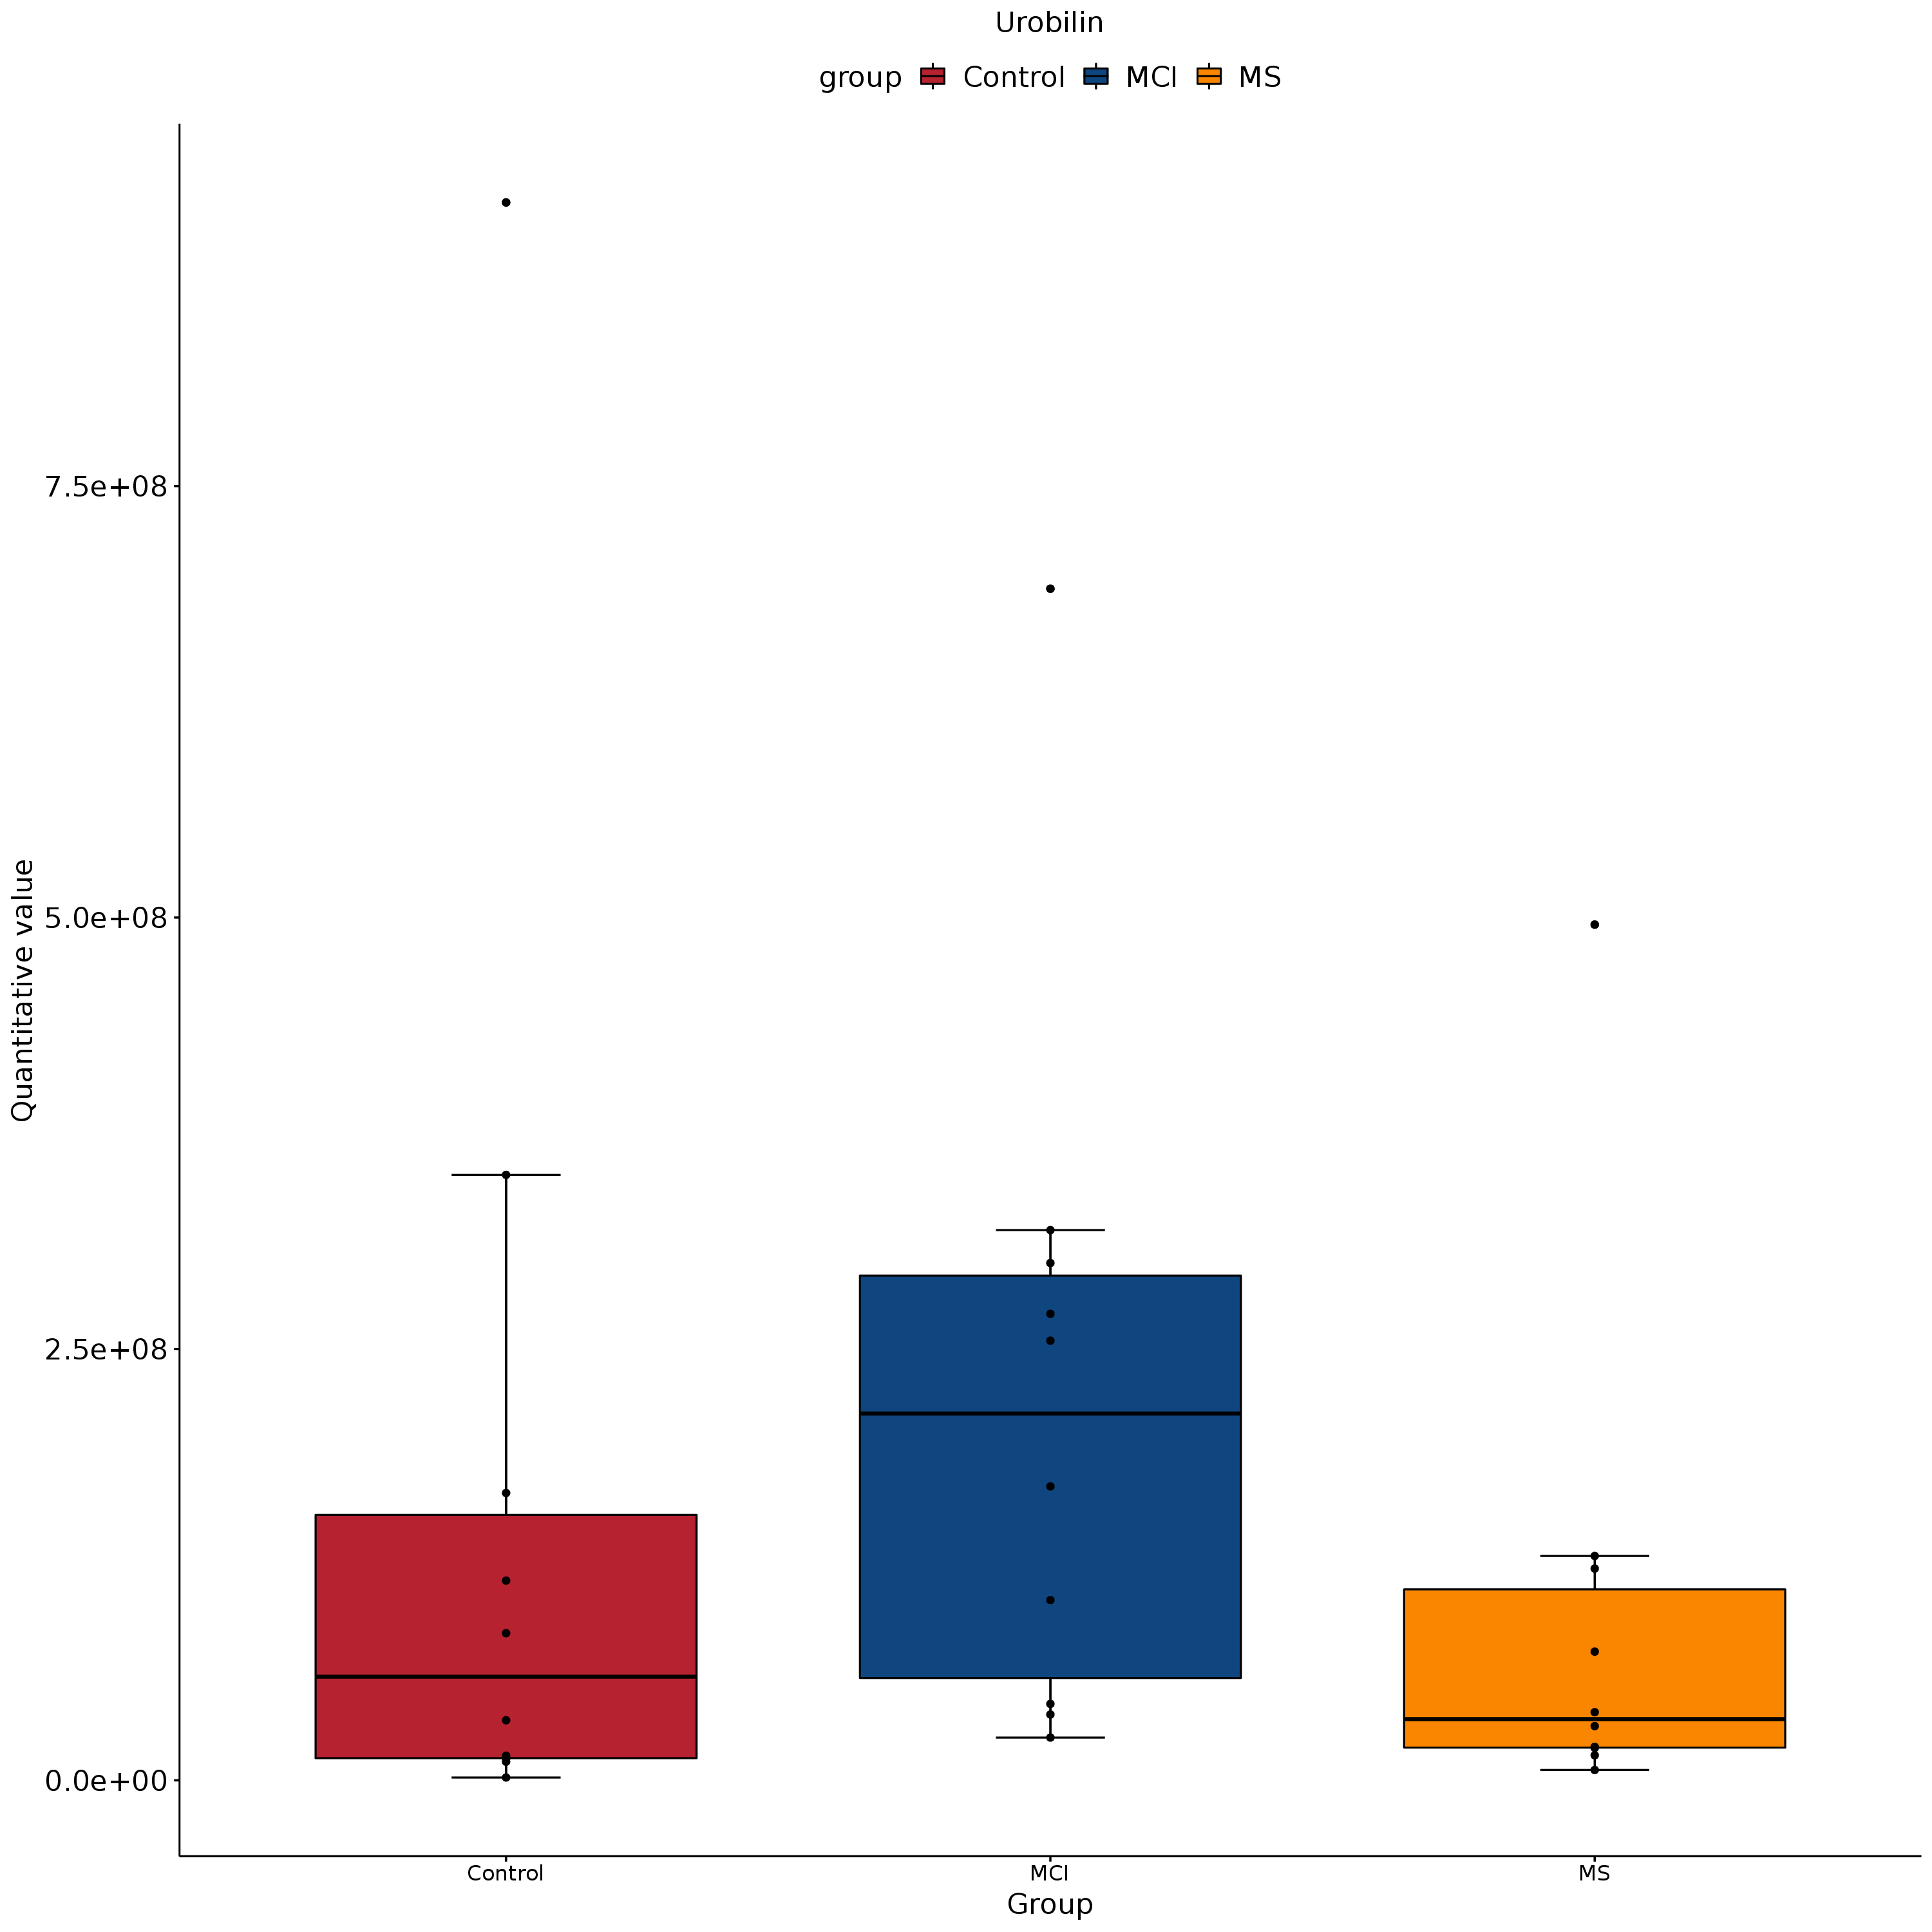 Urobilin
group Control MCI MS
7.5e+08
5.0e+08
2.5e+08
0.0e+00
Quantitative value
Control MCI MS
Group